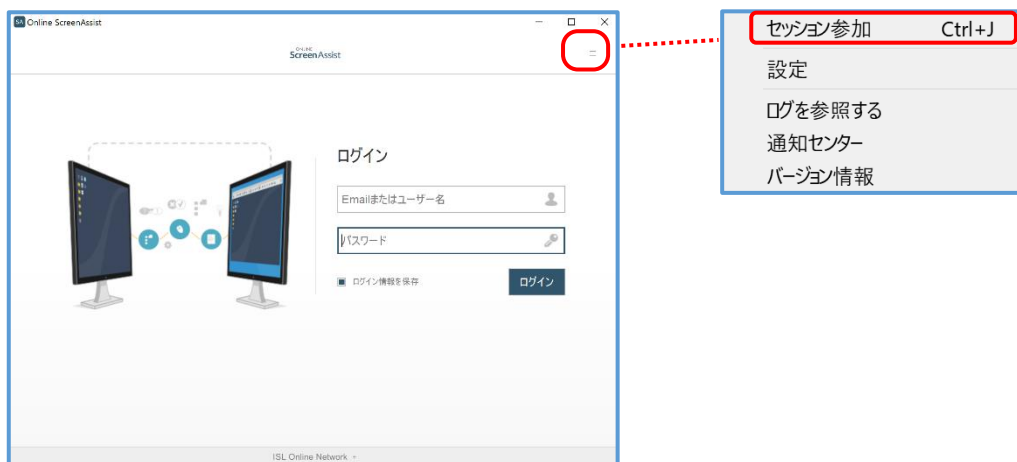 SA Online ScreenAssist
ONLINE
ScreenAssist
ログイン
Emailまたはユーザー名
パスワード
ログイン情報を保存
ログイン
ISL Online Network
セッション参加 Ctrl+J
設定
ログを参照する
通知センター
バージョン情報